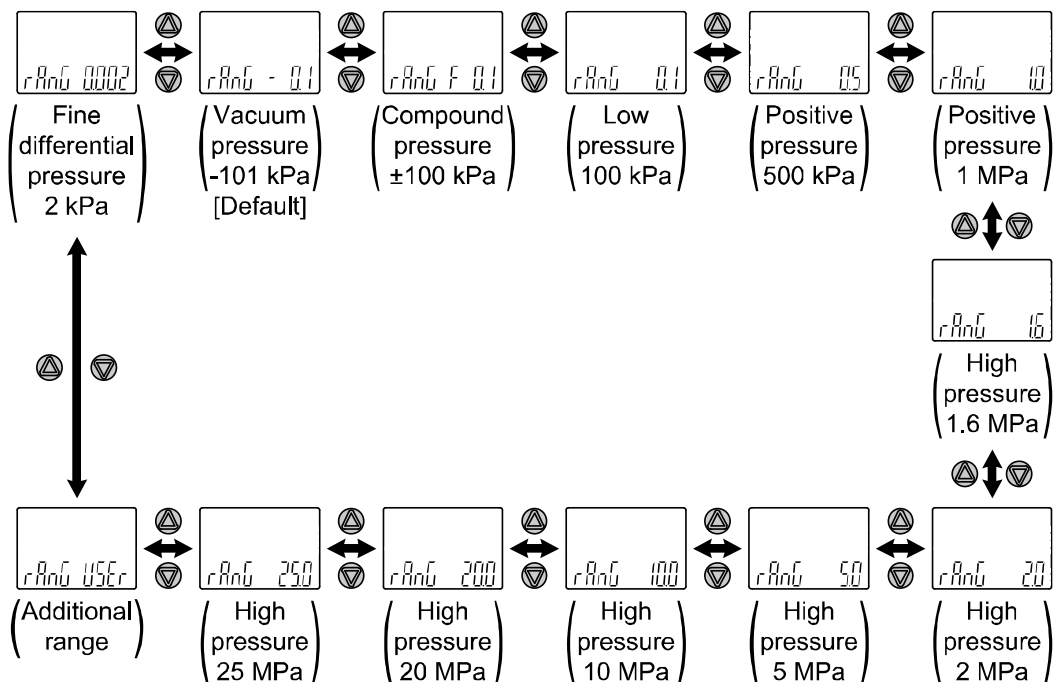 rAnG 0.002
Fine
differential
pressure
2 kPa
rAnG - 0.1
Vacuum
pressure
-101 kPa
[Default]
rAnG F 0.1
Compound
pressure
±100 kPa
rAnG 0.1
Low
pressure
100 kPa
rAnG 0.5
Positive
pressure
500 kPa
rAnG 1.0
Positive
pressure
1 MPa
rAnG 1.6
High
pressure
1.6 MPa
rAnG USEr
Additional
range
rAnG 25.0
High
pressure
25 MPa
rAnG 20.0
High
pressure
20 MPa
rAnG 10.0
High
pressure
10 MPa
rAnG 5.0
High
pressure
5 MPa
rAnG 2.0
High
pressure
2 MPa